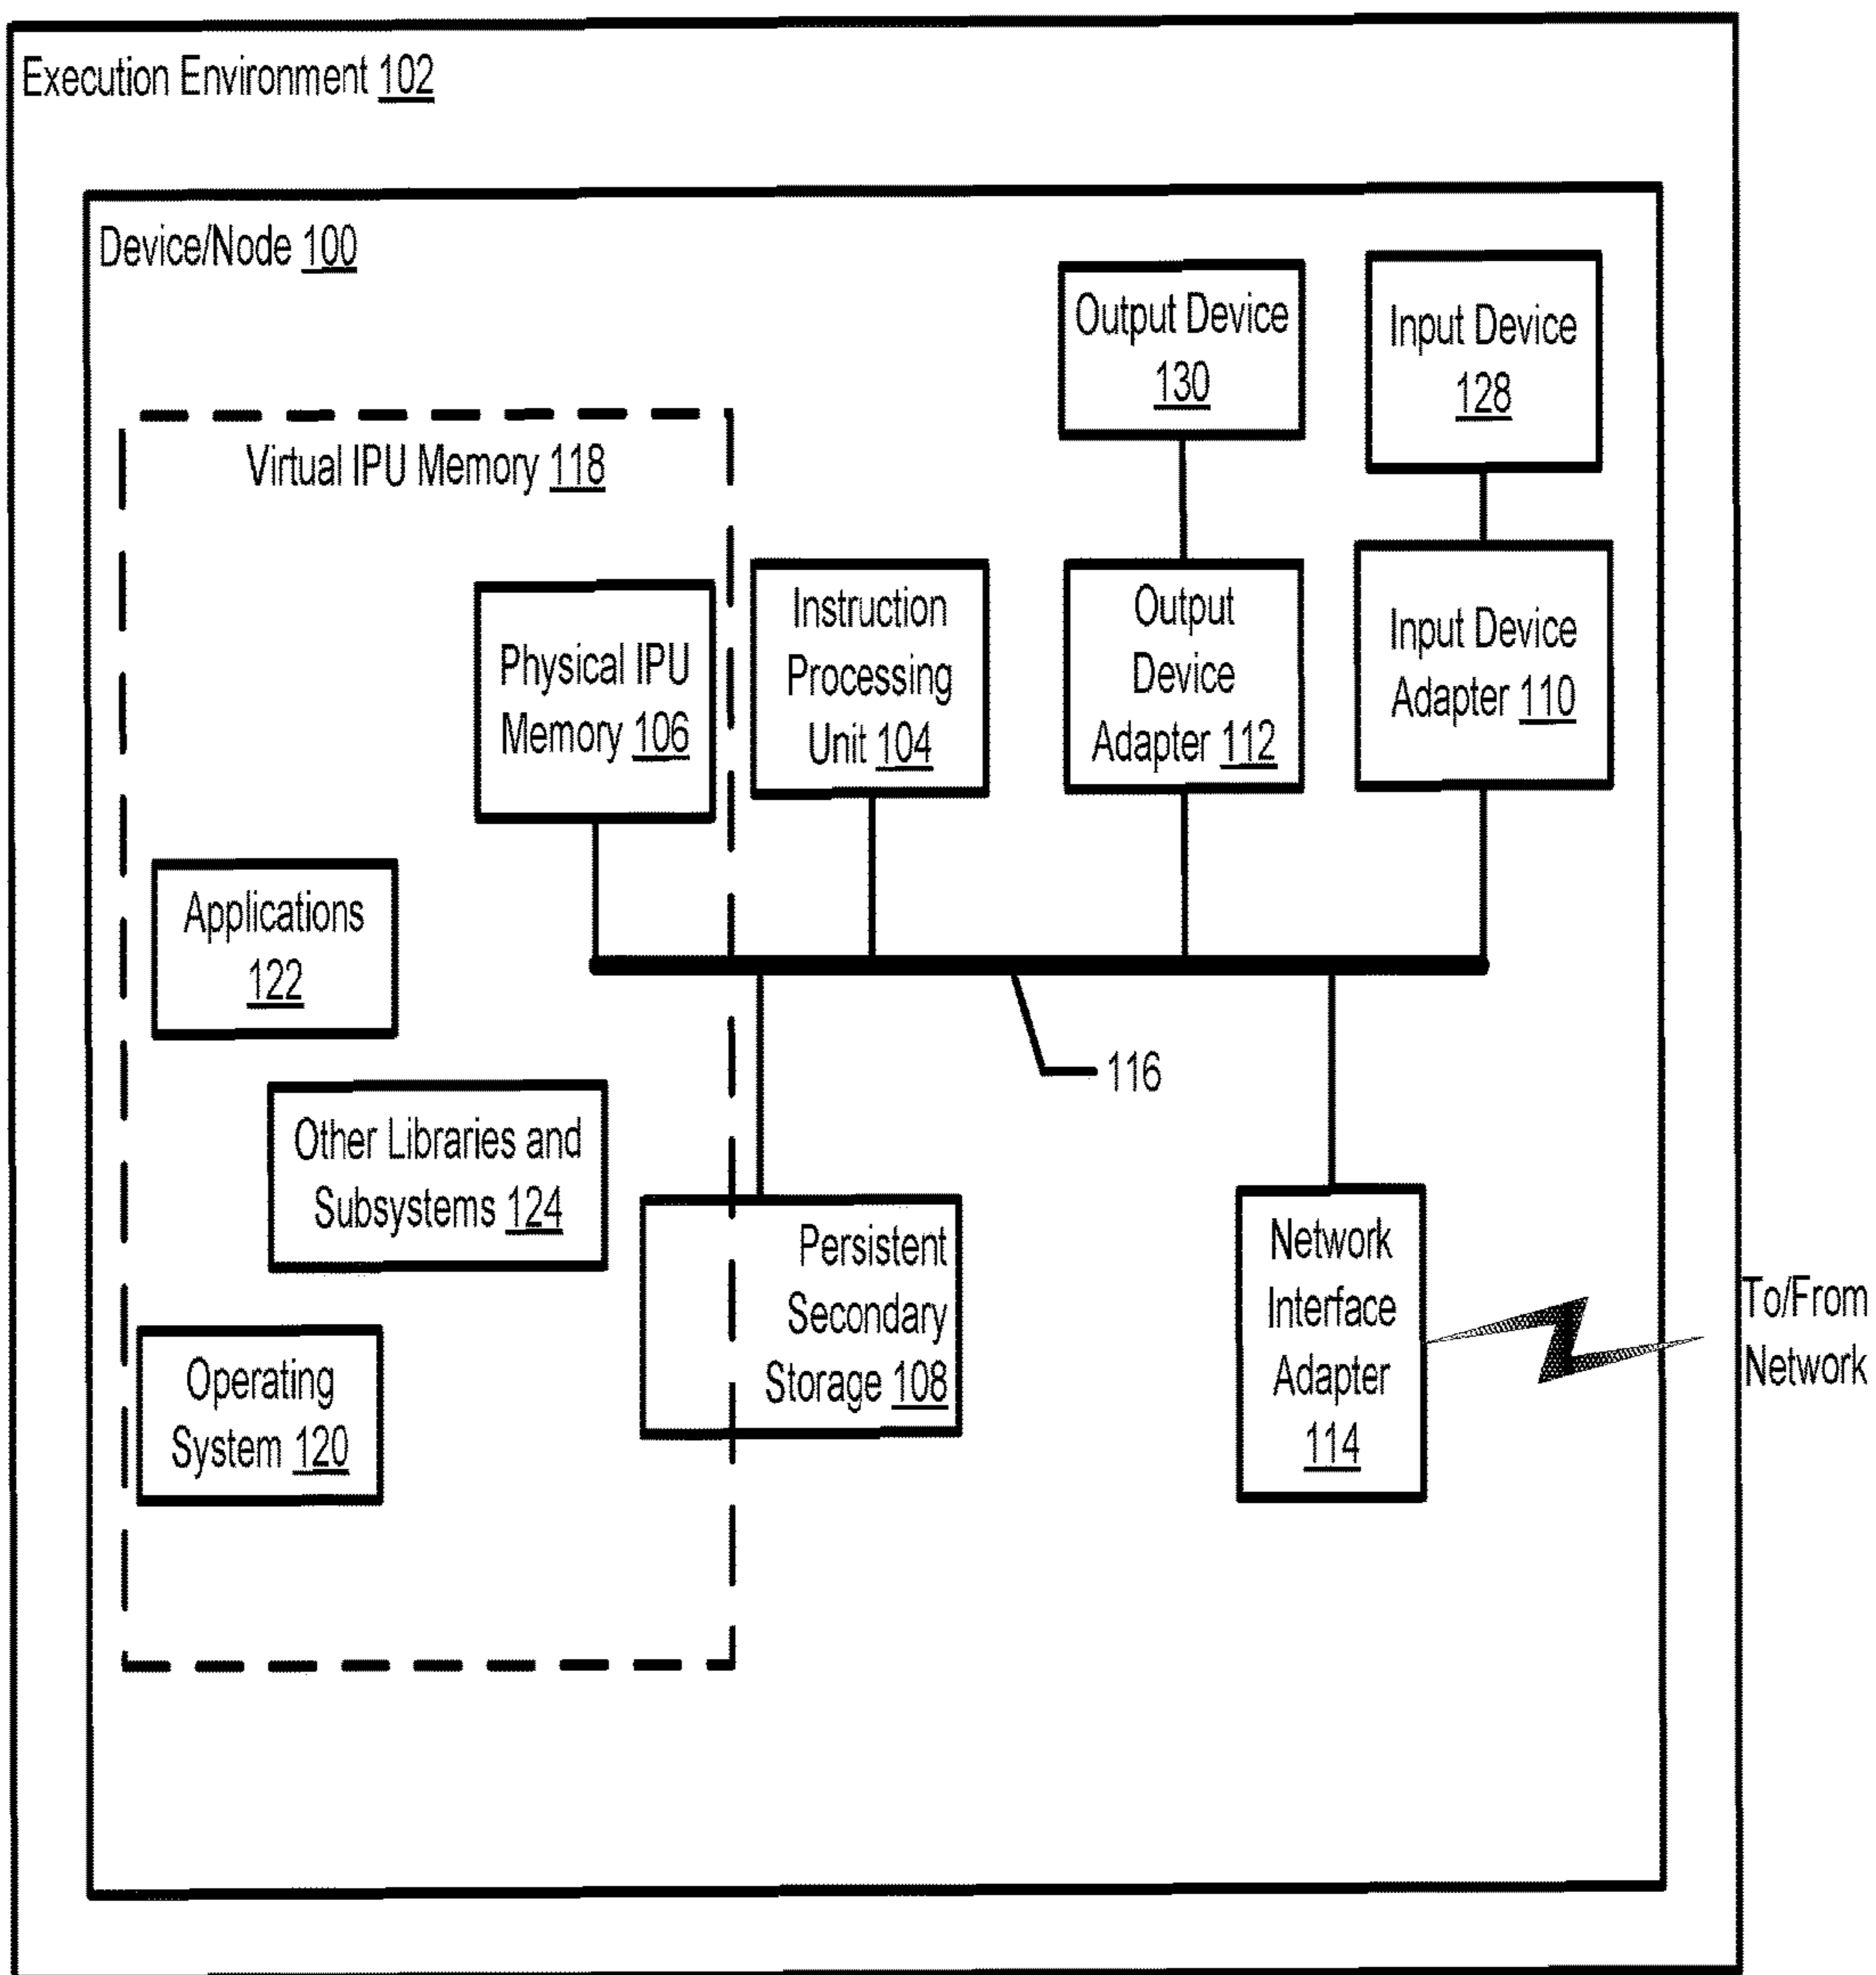 Execution Environment 102
Device/Node 100
Output Device
130
Input Device
128
Virtual IPU Memory 118
Physical IPU
Memory 106
Instruction
Processing
Unit 104
Output
Device
Adapter 112
Input Device
Adapter 110
Applications
122
116
Other Libraries and
Subsystems 124
Persistent
Secondary
Storage 108
Network
Interface
Adapter
114
To/From
Network
Operating
System 120